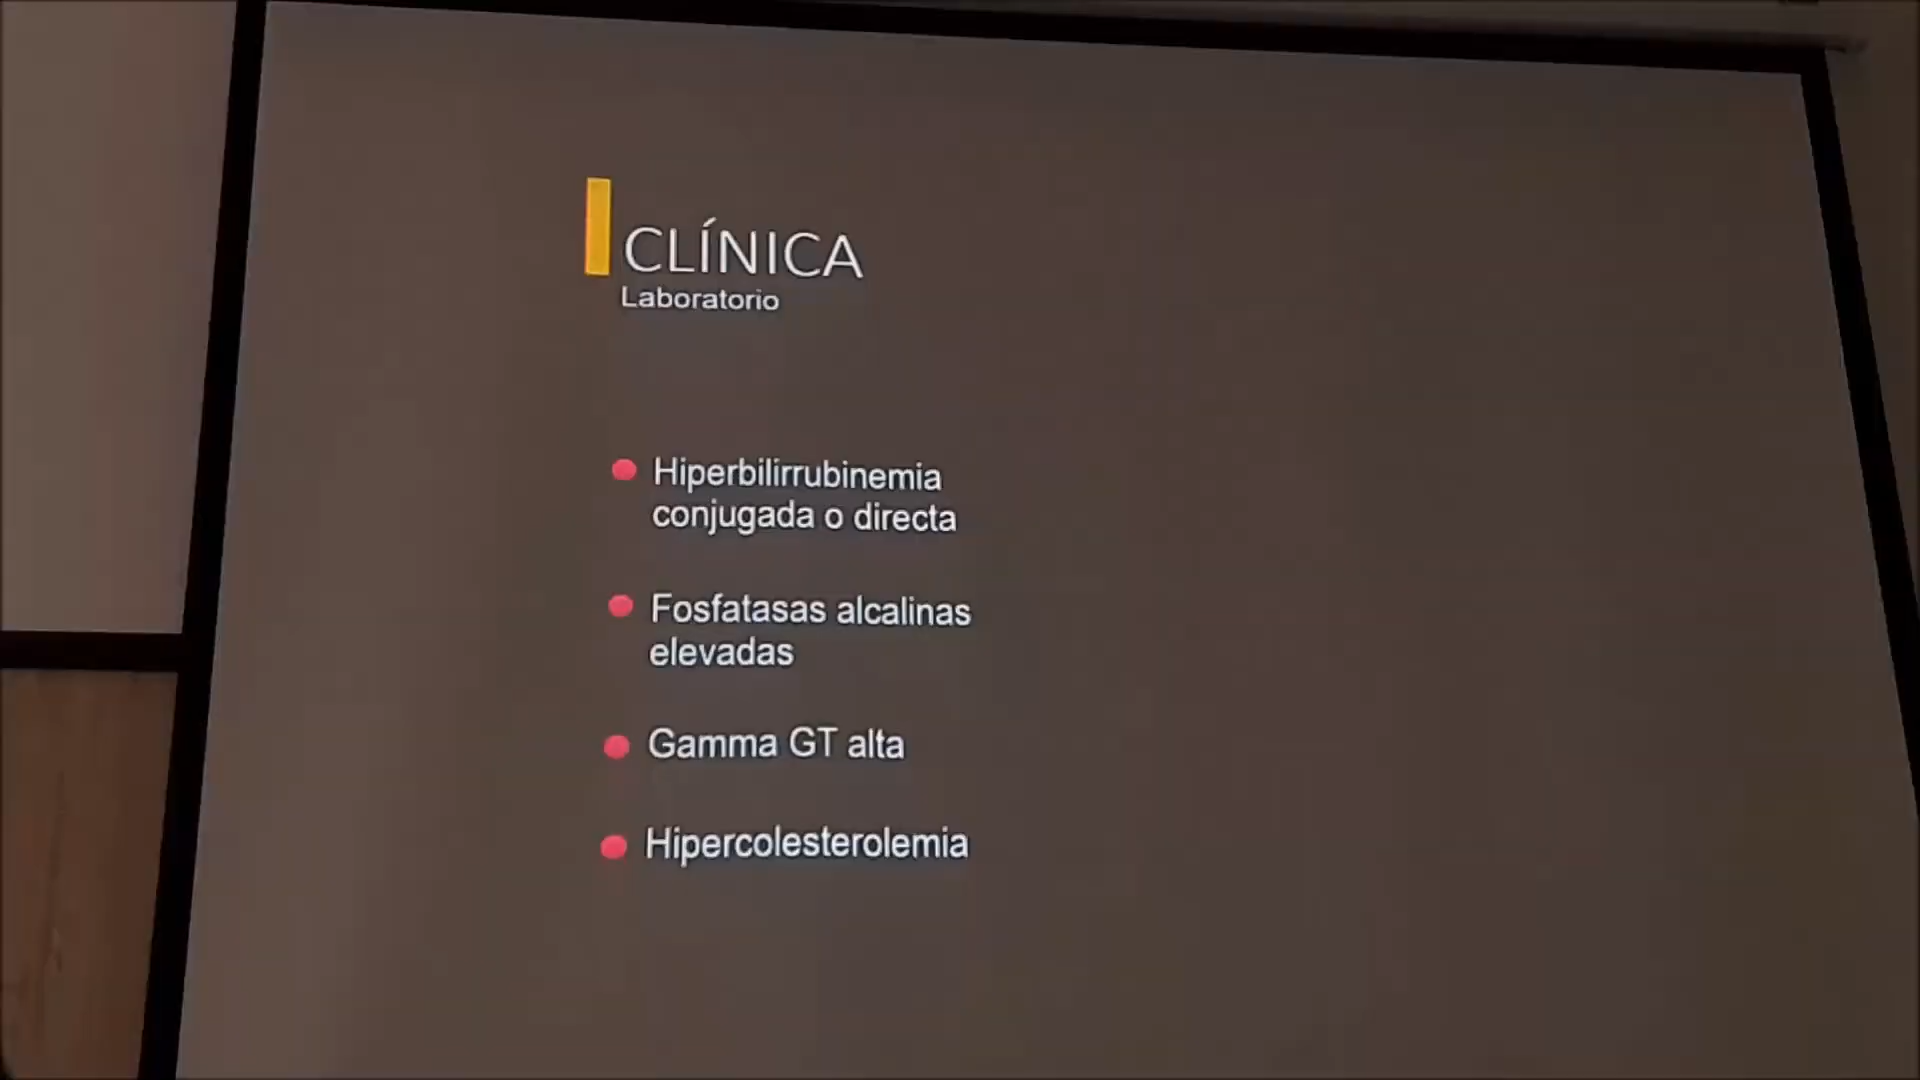 CLÍNICA
Laboratorio
Hiperbilirrubinemia
conjugada o directa
Fosfatasas alcalinas
elevadas
Gamma GT alta
Hipercolesterolemia